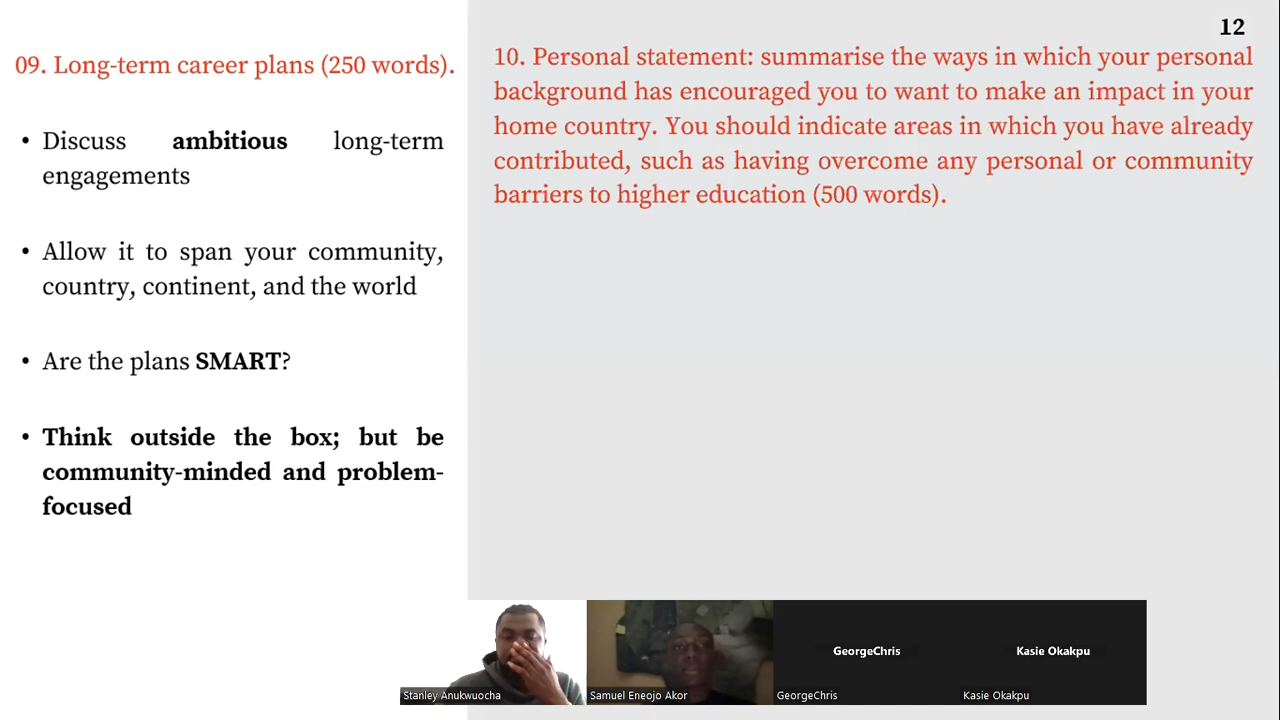 12
09. Long-term career plans (250 words).
• Discuss ambitious long-term
engagements
• Allow it to span your community,
country, continent, and the world
• Are the plans SMART?
• Think outside the box; but be
community-minded and problem-
focused
10. Personal statement: summarise the ways in which your personal
background has encouraged you to want to make an impact in your
home country. You should indicate areas in which you have already
contributed, such as having overcome any personal or community
barriers to higher education (500 words).
GeorgeChris
Kasie Okakpu
Stanley Anukwuocha
Samuel Eneojo Akor
GeorgeChris
Kasie Okakpu